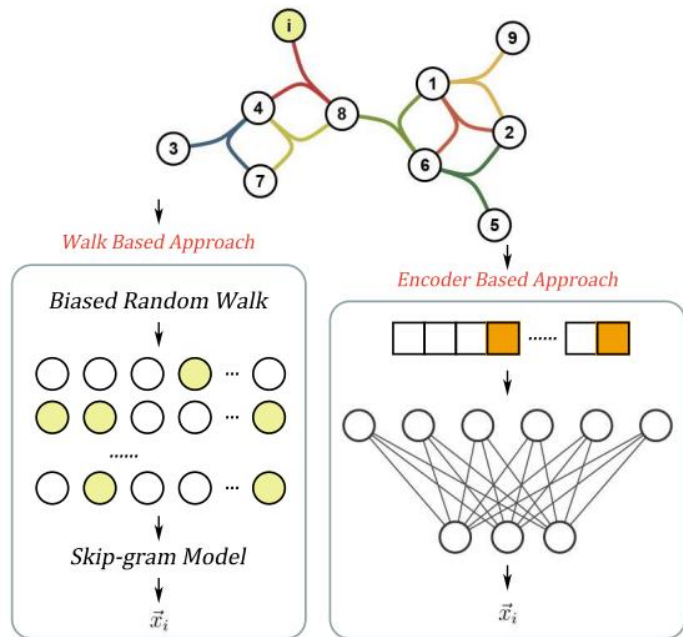 i
9
1
4
8
2
3
6
7
5
Walk Based Approach
Encoder Based Approach
Biased Random Walk
...
...
......
...
Skip-gram Model
x⃗ᵢ
......
x⃗ᵢ